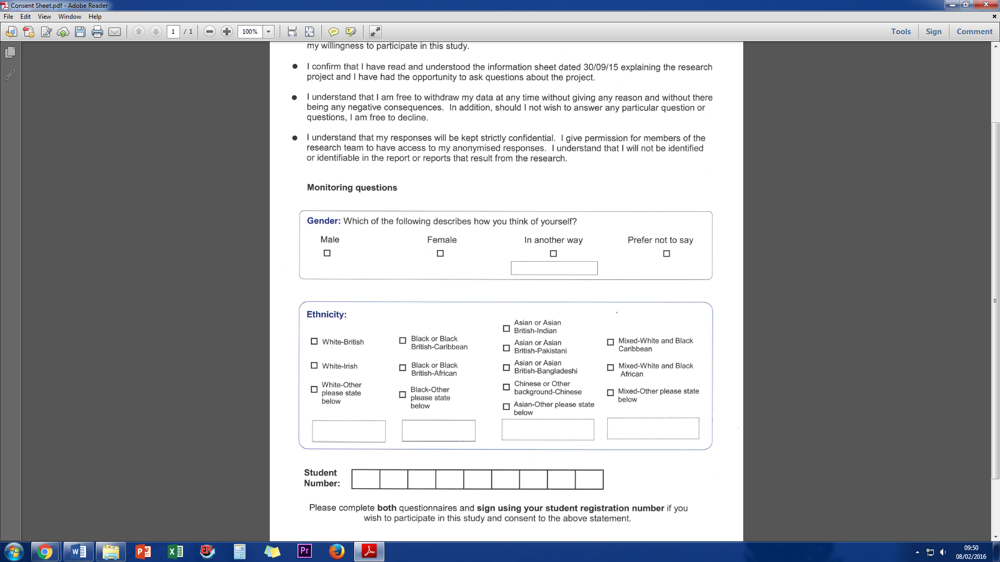 Consent Sheet.pdf - Adobe Reader
File Edit View Window Help
1 / 1 100% Tools Sign Comment
my willingness to participate in this study.
I confirm that I have read and understood the information sheet dated 30/09/15 explaining the research
project and I have had the opportunity to ask questions about the project.
I understand that I am free to withdraw my data at any time without giving any reason and without there
being any negative consequences. In addition, should I not wish to answer any particular question or
questions, I am free to decline.
I understand that my responses will be kept strictly confidential. I give permission for members of the
research team to have access to my anonymised responses. I understand that I will not be identified
or identifiable in the report or reports that result from the research.
Monitoring questions
Gender: Which of the following describes how you think of yourself?
Male Female In another way Prefer not to say
Ethnicity:
White-British
White-Irish
White-Other
please state
below
Black or Black
British-Caribbean
Black or Black
British-African
Black-Other
please state
below
Asian or Asian
British-Indian
Asian or Asian
British-Pakistani
Asian or Asian
British-Bangladeshi
Chinese or Other
background-Chinese
Asian-Other please state
below
Mixed-White and Black
Caribbean
Mixed-White and Black
African
Mixed-Other please state
below
Student
Number:
Please complete both questionnaires and sign using your student registration number if you
wish to participate in this study and consent to the above statement.
W P X EN Pr
09:50
08/02/2016